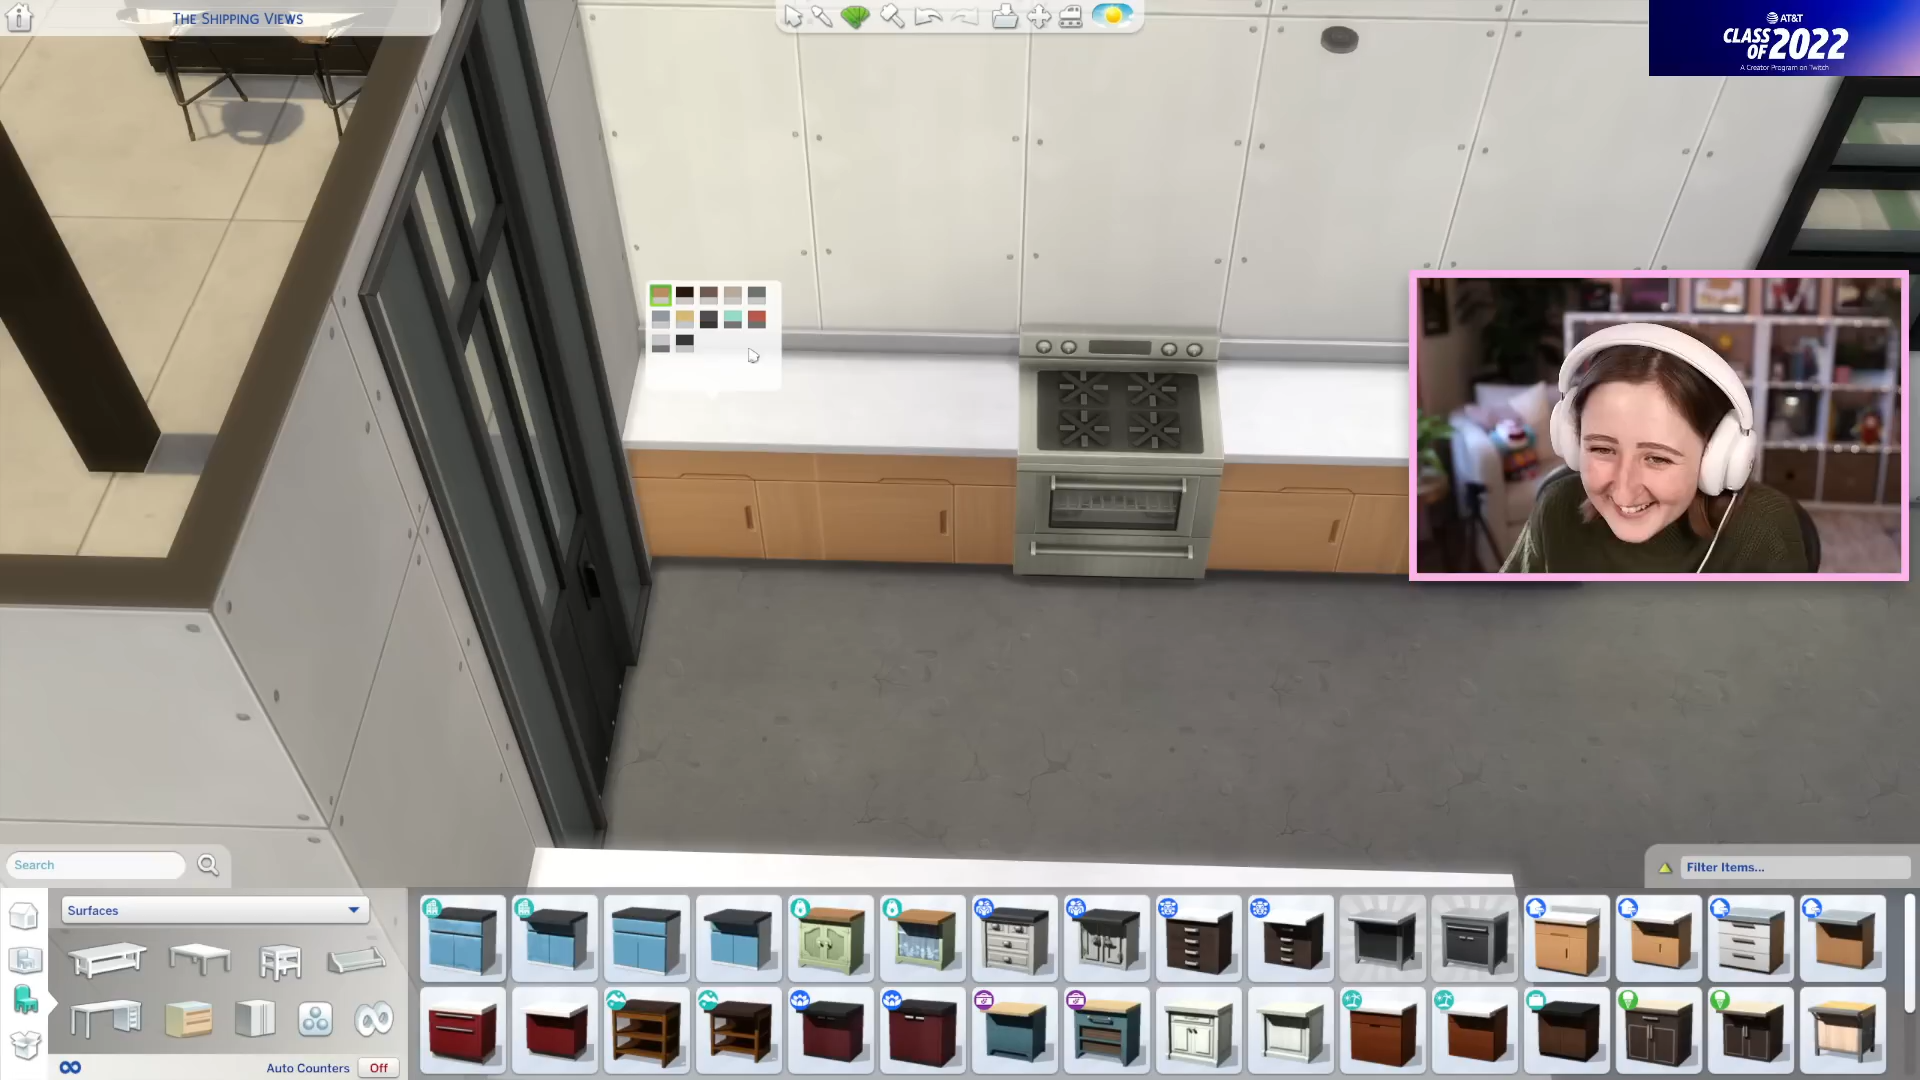 THE SHIPPING VIEWS
AT&T
CLASS
OF 2022
A Creator Program on Twitch
Search
Filter Items...
Surfaces
Auto Counters
Off